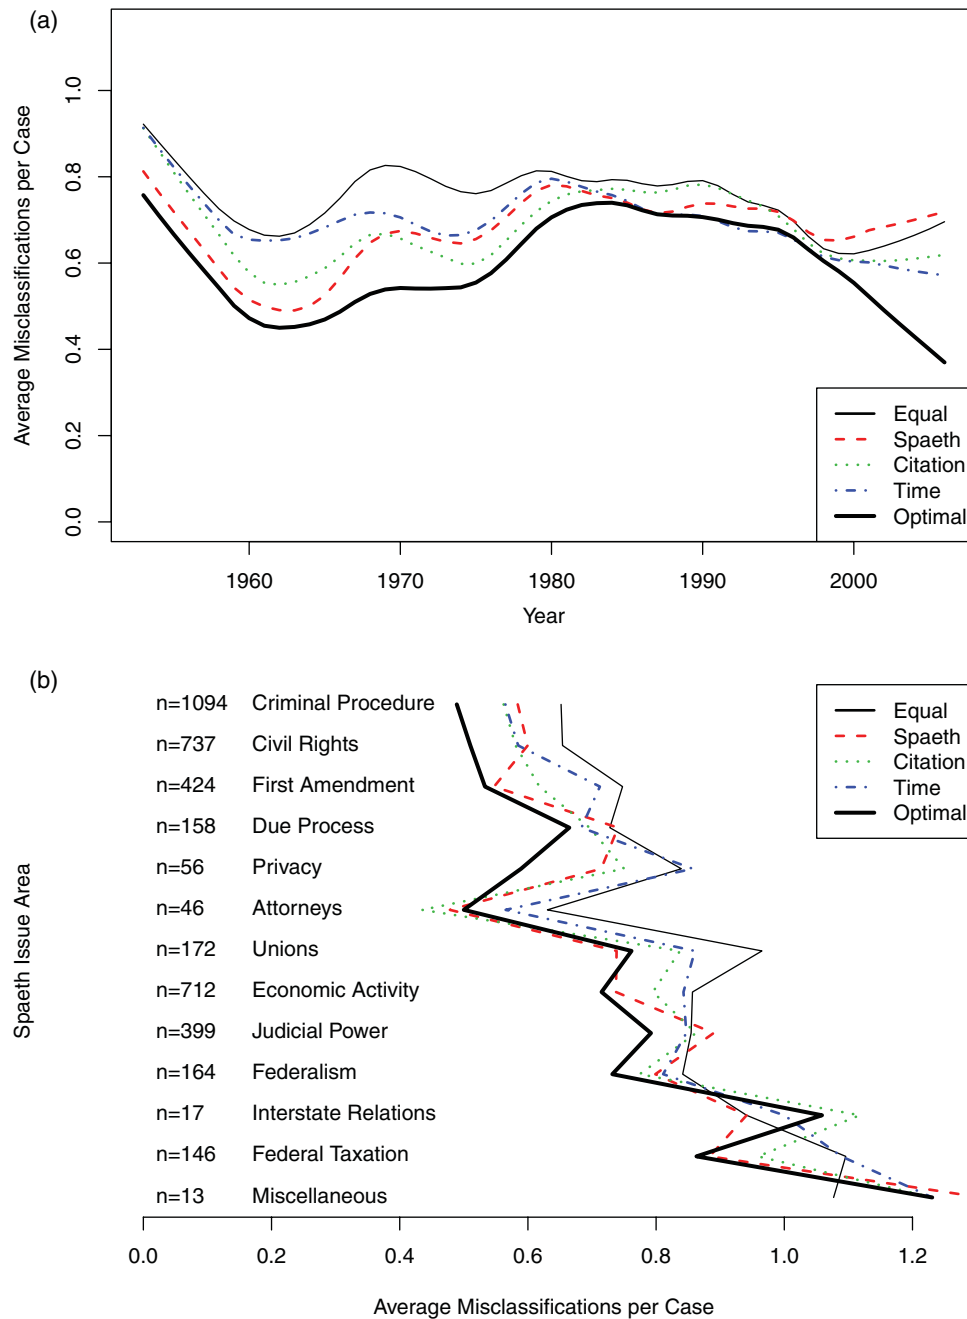 (a)
Average Misclassifications per Case
1.0
0.8
0.6
0.4
0.2
0.0
1960 1970 1980 1990 2000
Year
Equal
Spaeth
Citation
Time
Optimal
(b)
Spaeth Issue Area
n=1094 Criminal Procedure
n=737 Civil Rights
n=424 First Amendment
n=158 Due Process
n=56 Privacy
n=46 Attorneys
n=172 Unions
n=712 Economic Activity
n=399 Judicial Power
n=164 Federalism
n=17 Interstate Relations
n=146 Federal Taxation
n=13 Miscellaneous
Equal
Spaeth
Citation
Time
Optimal
0.0 0.2 0.4 0.6 0.8 1.0 1.2
Average Misclassifications per Case